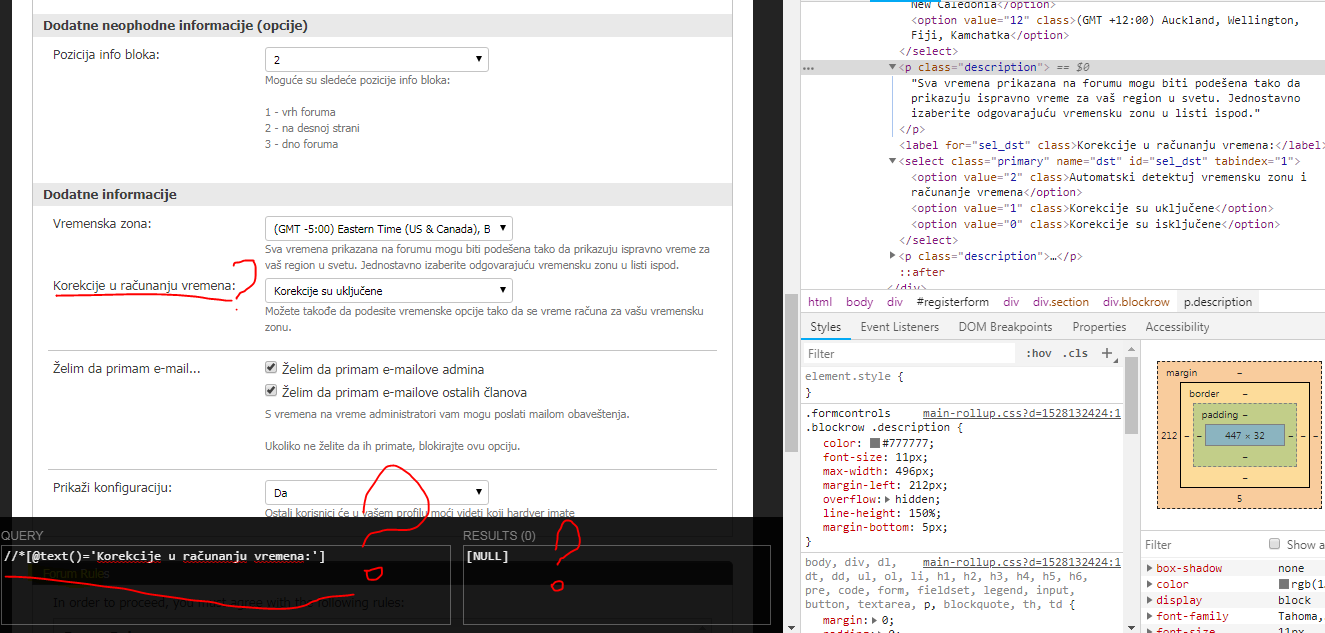 Dodatne neophodne informacije (opcije)
Pozicija info bloka:
2
Moguće su sledeće pozicije info bloka:
1 - vrh foruma
2 - na desnoj strani
3 - dno foruma
Dodatne informacije
Vremenska zona:
(GMT -5:00) Eastern Time (US & Canada), B
Sva vremena prikazana na forumu mogu biti podešena tako da prikazuju ispravno vreme za
vaš region u svetu. Jednostavno izaberite odgovarajuću vremensku zonu u listi ispod.
Korekcije u računanju vremena:
Korekcije su uključene
Možete takođe da podesite vremenske opcije tako da se vreme računa za vašu vremensku
zonu.
Želim da primam e-mail...
Želim da primam e-mailove admina
Želim da primam e-mailove ostalih članova
S vremena na vreme administratori vam mogu poslati mailom obaveštenja.
Ukoliko ne želite da ih primate, blokirajte ovu opciju.
Prikaži konfiguraciju:
Da
Ostali korisnici će u vašem profilu moći videti koji hardver imate
QUERY
//*[@text()='Korekcije u računanju vremena:']
Forum Rules
In order to proceed, you must agree with the following rules:
RESULTS (0)
[NULL]
New Caledonia</option>
<option value="12" class>(GMT +12:00) Auckland, Wellington,
Fiji, Kamchatka</option>
</select>
... ▼<p class="description"> == $0
"Sva vremena prikazana na forumu mogu biti podešena tako da
prikazuju ispravno vreme za vaš region u svetu. Jednostavno
izaberite odgovarajuću vremensku zonu u listi ispod."
</p>
<label for="sel_dst" class>Korekcije u računanju vremena:</label>
▼<select class="primary" name="dst" id="sel_dst" tabindex="1">
<option value="2" class>Automatski detektuj vremensku zonu i
računanje vremena</option>
<option value="1" class>Korekcije su uključene</option>
<option value="0" class>Korekcije su isključene</option>
</select>
▶<p class="description">…</p>
::after
</div>
html body div #registerform div div.section div.blockrow p.description
Styles Event Listeners DOM Breakpoints Properties Accessibility
Filter :hov .cls +
element.style {
}
.formcontrols main-rollup.css?d=1528132424:1
.blockrow .description {
color: #777777;
font-size: 11px;
max-width: 496px;
margin-left: 212px;
overflow:▶ hidden;
line-height: 150%;
margin-bottom: 5px;
}
body, div, dl, main-rollup.css?d=1528132424:1
dt, dd, ul, ol, li, h1, h2, h3, h4, h5, h6,
pre, code, form, fieldset, legend, input,
button, textarea, p, blockquote, th, td {
margin:▶ 0;
margin –
border –
padding –
212 – – 447 × 32 – – –
–
–
5
Filter Show a
▶box-shadow none
▶color rgb(1
▶display block
▶font-family Tahoma,
▶font-size 11px